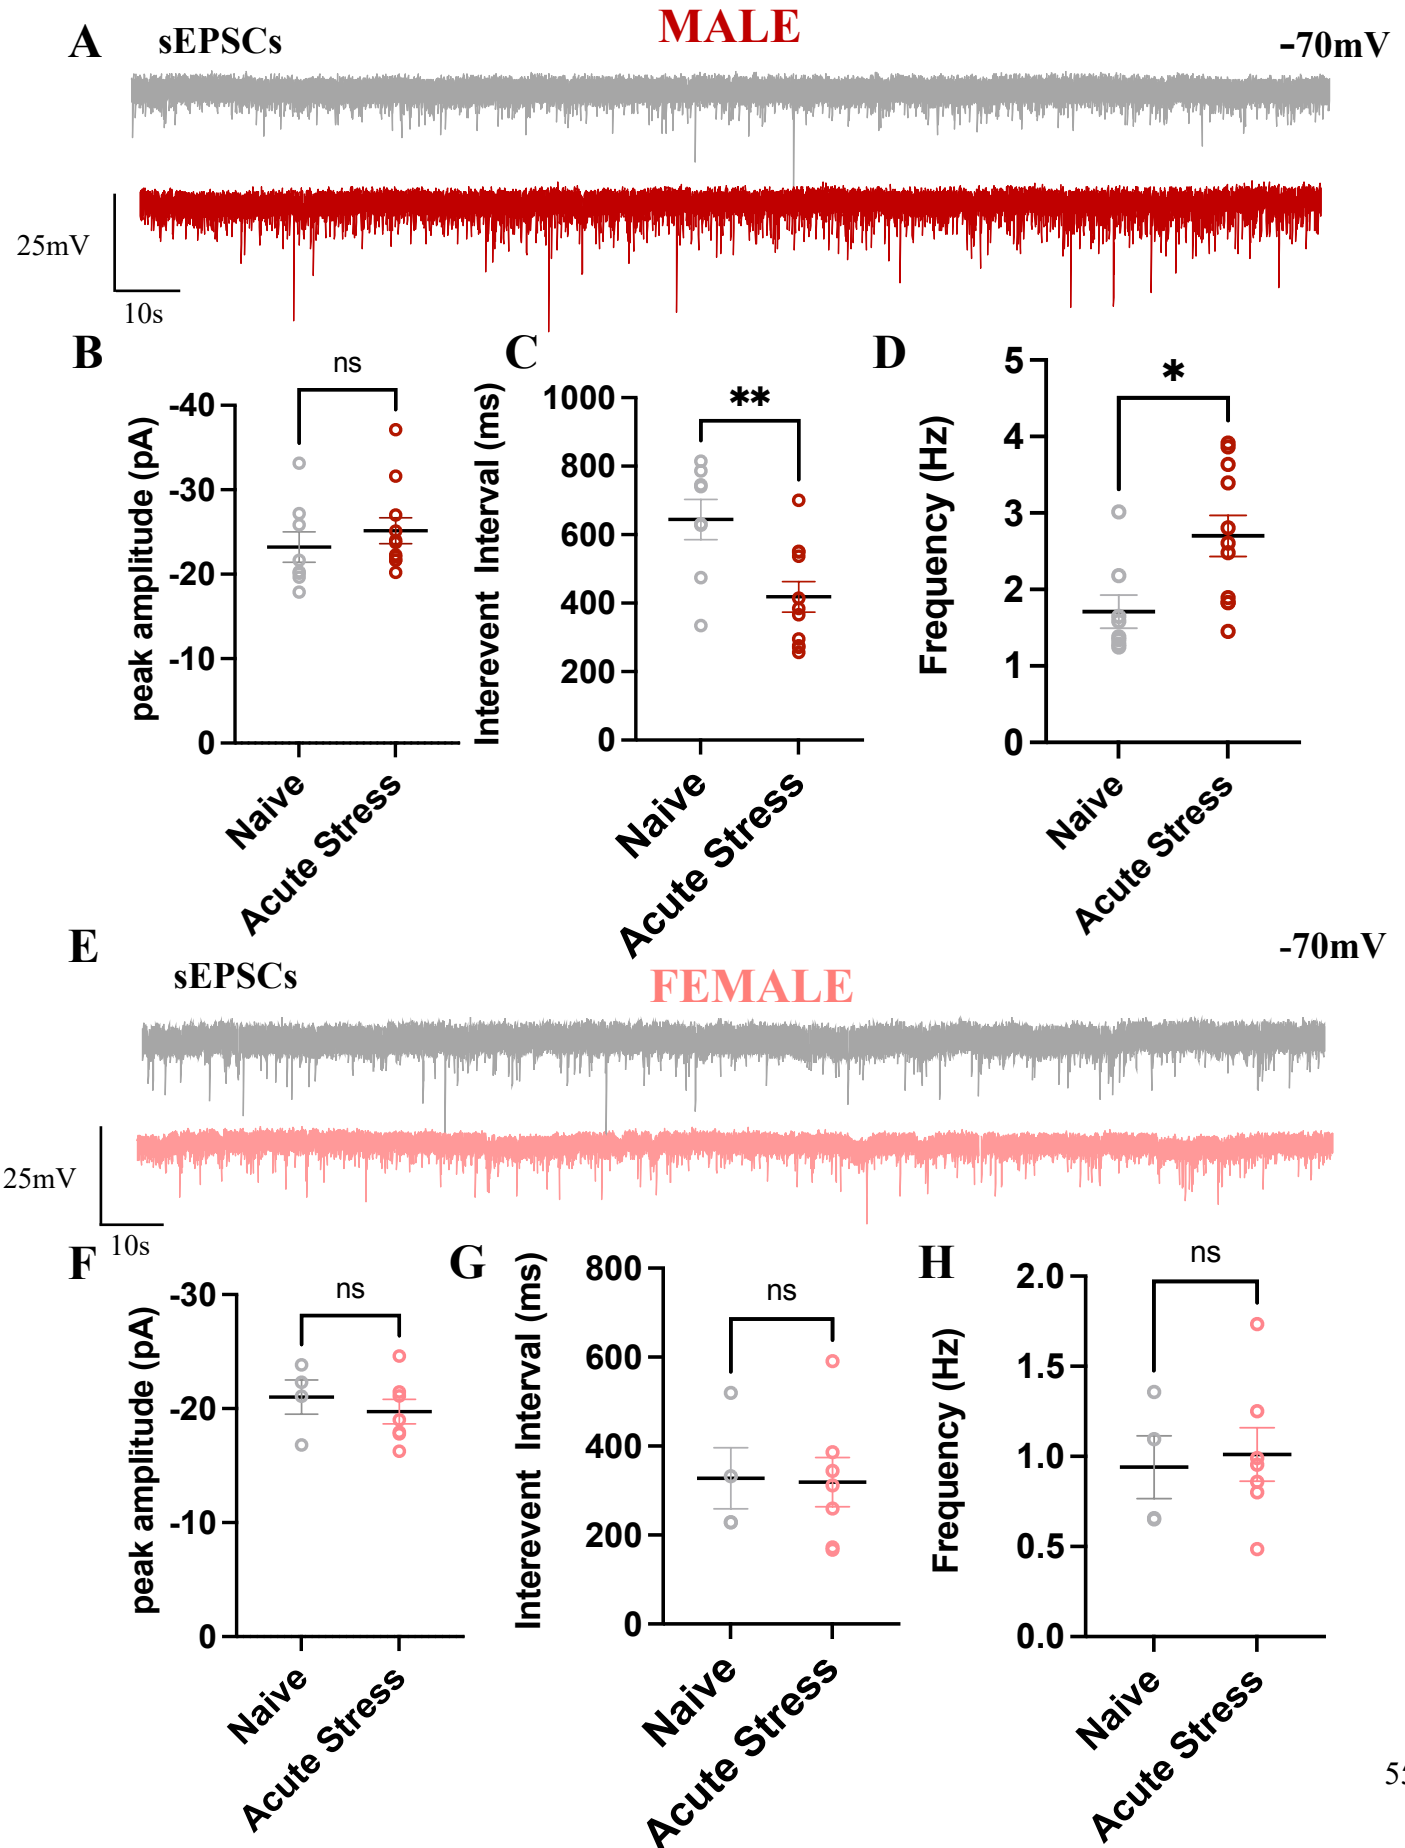 A sEPSCs MALE -70mV
25mV
10s
B C D
ns ** *
peak amplitude (pA)
-40
-30
-20
-10
0
Naive
Acute Stress
Interevent Interval (ms)
1000
800
600
400
200
0
Naive
Acute Stress
Frequency (Hz)
5
4
3
2
1
0
Naive
Acute Stress
E sEPSCs FEMALE -70mV
25mV
10s
F G H
ns ns ns
peak amplitude (pA)
-30
-20
-10
0
Naive
Acute Stress
Interevent Interval (ms)
800
600
400
200
0
Naive
Acute Stress
Frequency (Hz)
2.0
1.5
1.0
0.5
0.0
Naive
Acute Stress